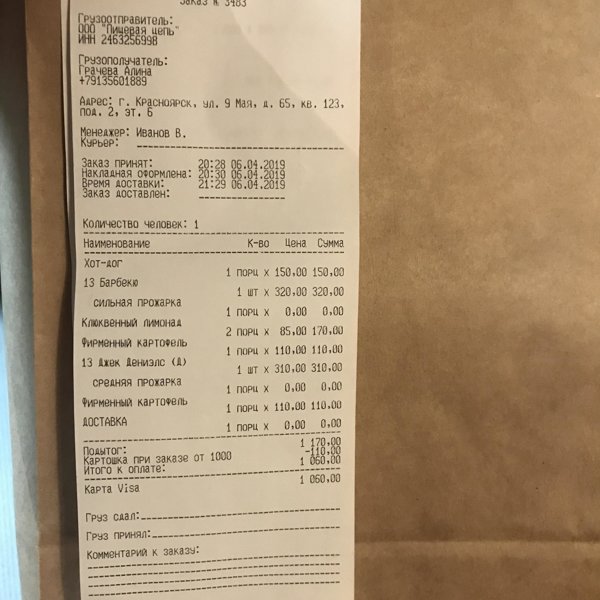 Заказ № 3483
Грузоотправитель:
ООО "Пищевая цепь"
ИНН 2463256998
Грузополучатель:
Грачева Алина
+79135601889
Адрес: г. Красноярск, ул. 9 Мая, д. 65, кв. 123,
под. 2, эт. 6
Менеджер: Иванов В.
Курьер:
Заказ принят: 20:28 06.04.2019
Накладная оформлена: 20:30 06.04.2019
Время доставки: 21:29 06.04.2019
Заказ доставлен:
Количество человек: 1
Наименование К-во Цена Сумма
Хот-дог
1 порц x 150,00 150,00
13 Барбекю
1 шт x 320,00 320,00
сильная прожарка
1 порц x 0,00 0,00
Клюквенный лимонад
2 порц x 85,00 170,00
Фирменный картофель
1 порц x 110,00 110,00
13 Джек Дениэлс (Д)
1 шт x 310,00 310,00
средняя прожарка
1 порц x 0,00 0,00
Фирменный картофель
1 порц x 110,00 110,00
ДОСТАВКА
1 порц x 0,00 0,00
Подытог: 1 170,00
Картошка при заказе от 1000 -110,00
Итого к оплате: 1 060,00
Карта Visa 1 060,00
Груз сдал:
Груз принял:
Комментарий к заказу: